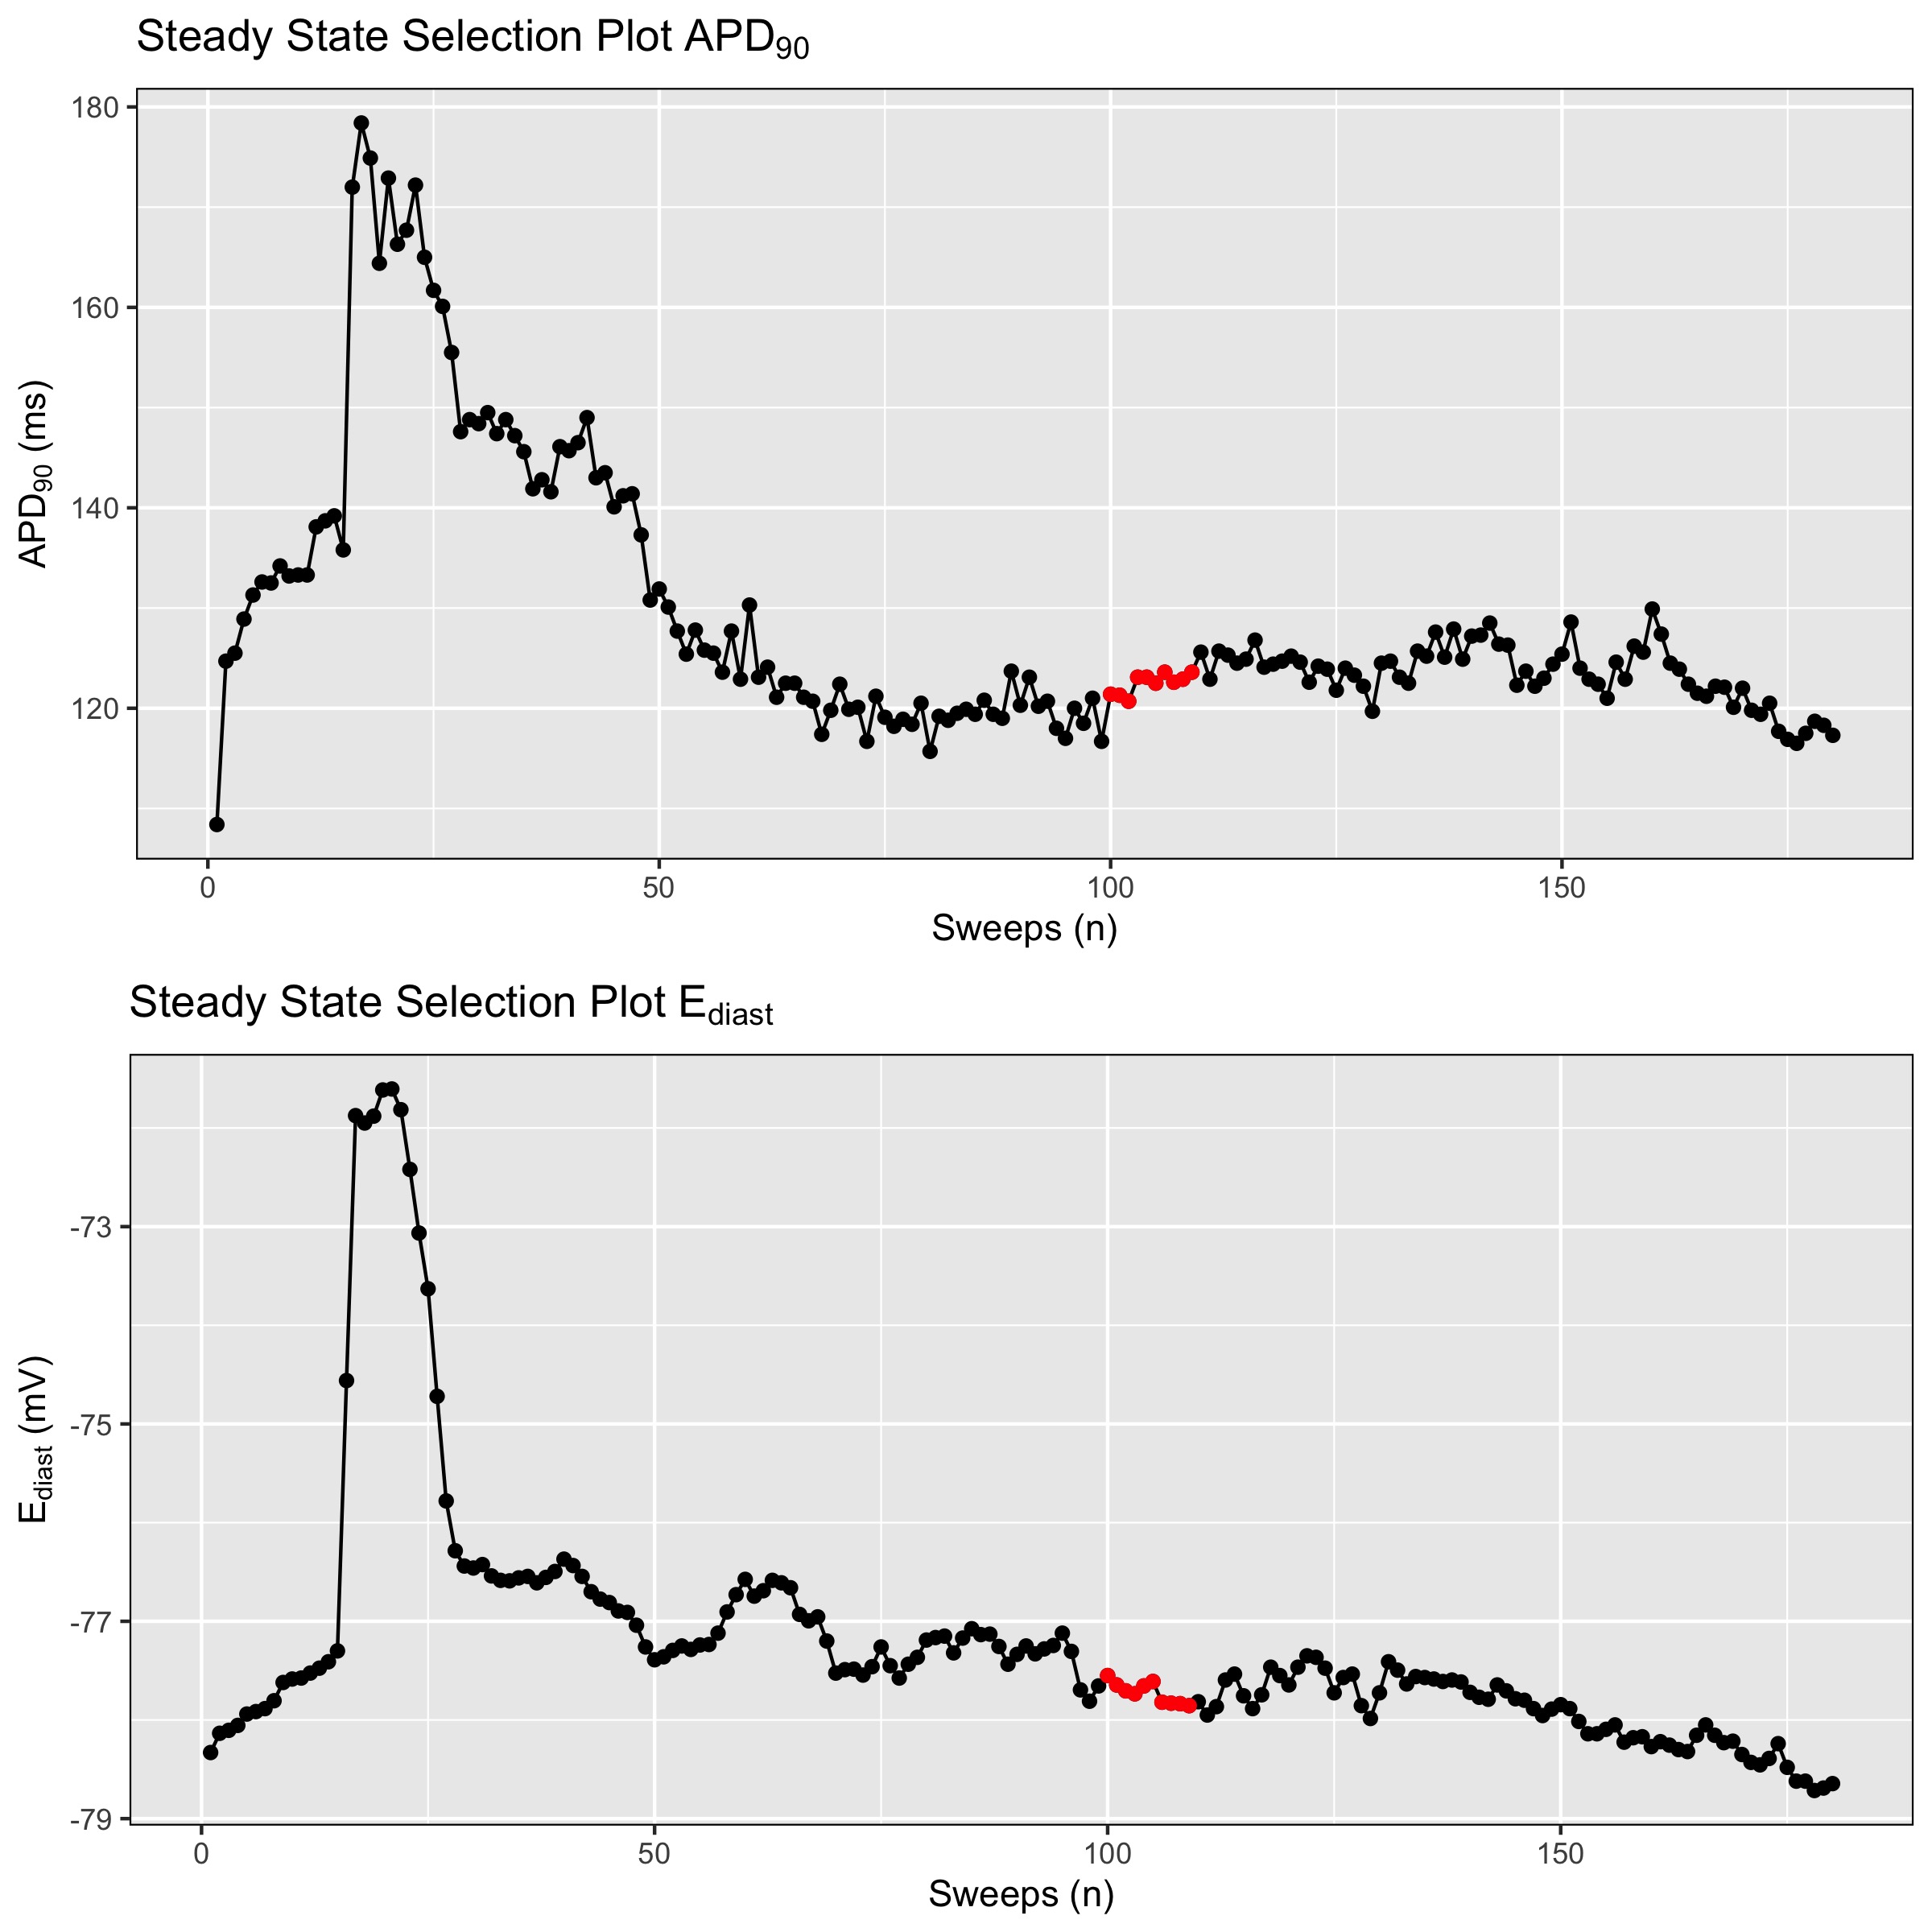 Steady State Selection Plot APD90
180
160
140
120
APD90 (ms)
0 50 100 150
Sweeps (n)
Steady State Selection Plot Ediast
-73
-75
-77
-79
Ediast (mV)
0 50 100 150
Sweeps (n)